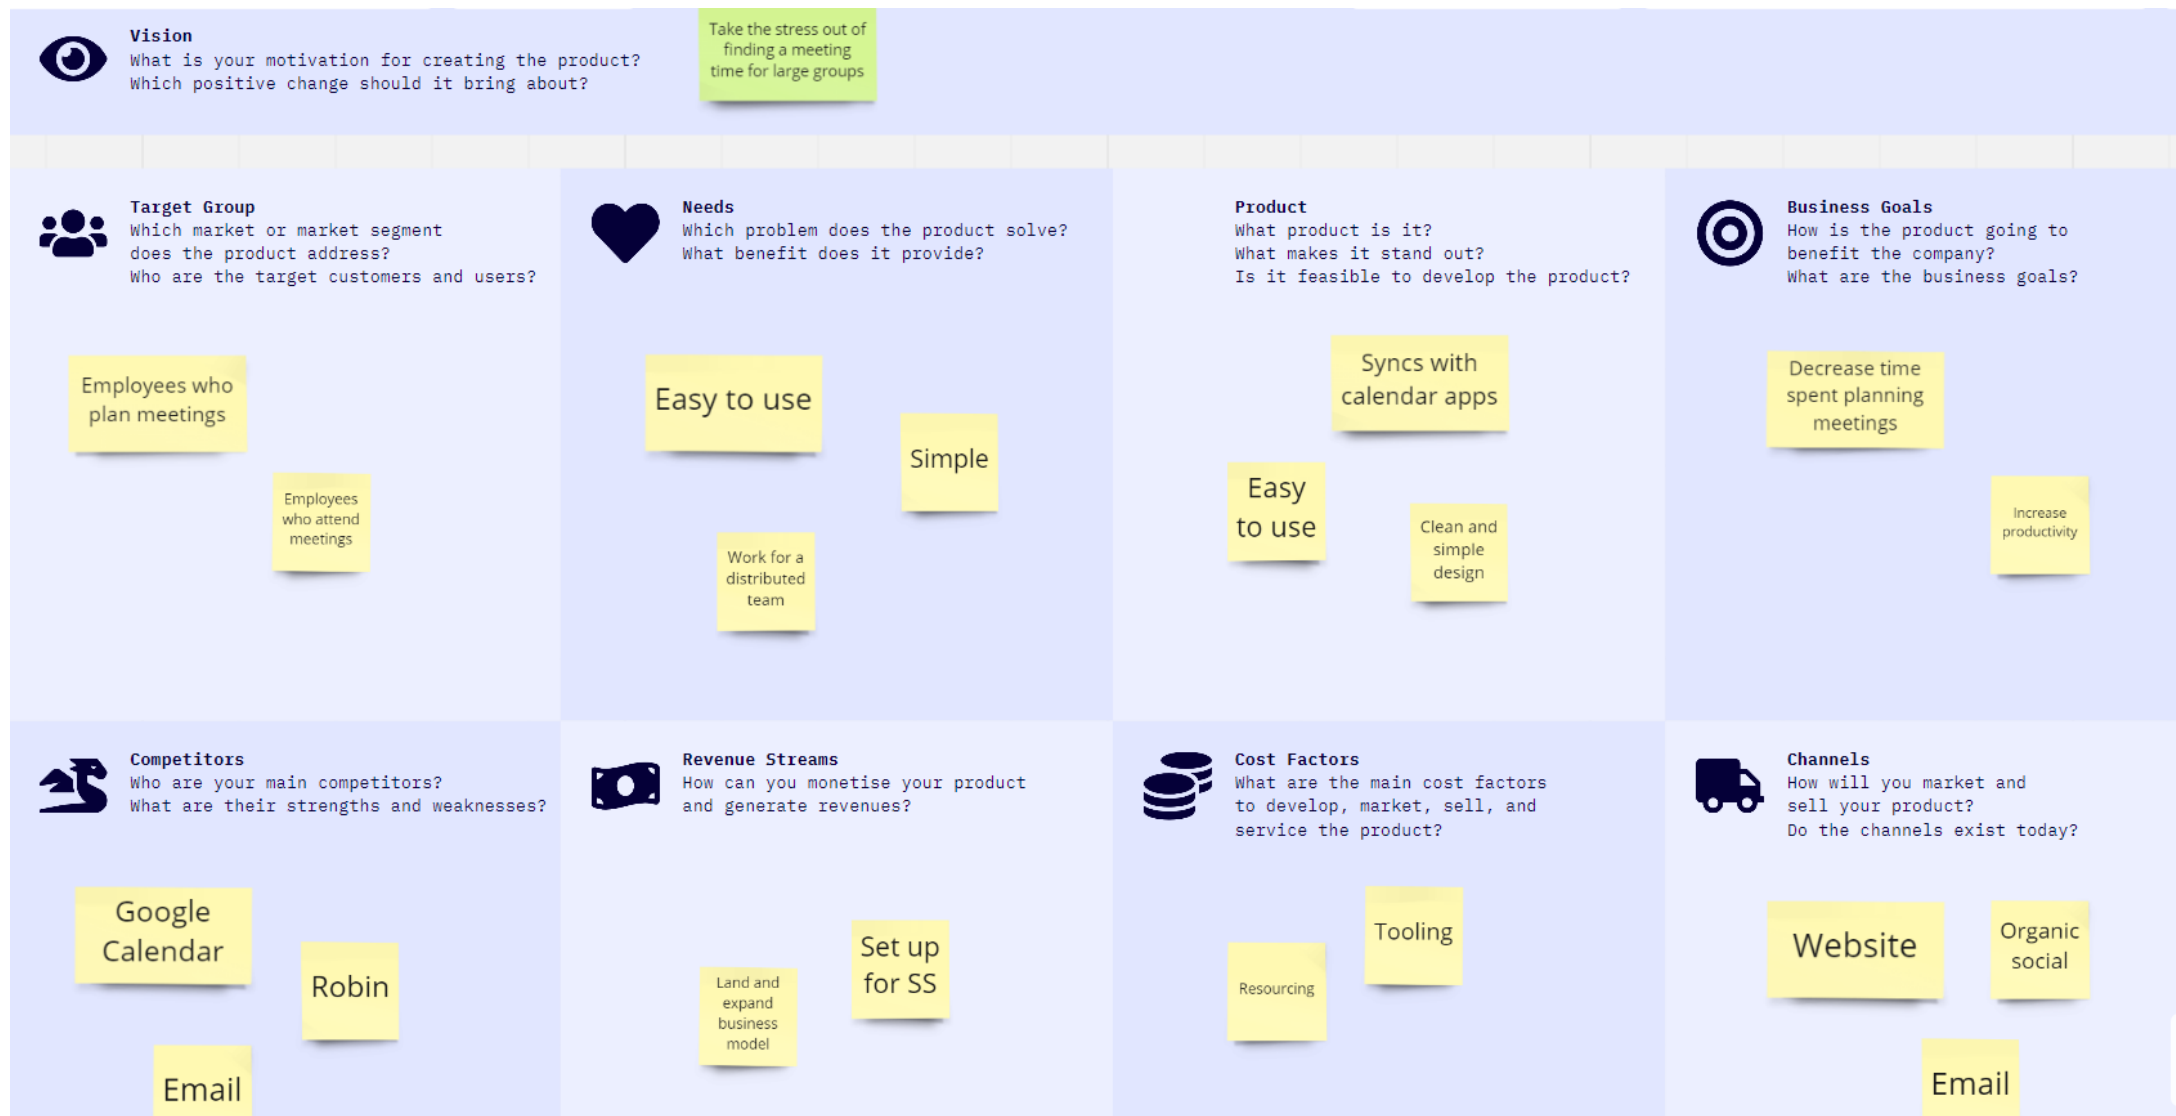 Vision
What is your motivation for creating the product?
Which positive change should it bring about?
Take the stress out of
finding a meeting
time for large groups
Target Group
Which market or market segment
does the product address?
Who are the target customers and users?
Employees who
plan meetings
Employees
who attend
meetings
Needs
Which problem does the product solve?
What benefit does it provide?
Easy to use
Simple
Work for a
distributed
team
Product
What product is it?
What makes it stand out?
Is it feasible to develop the product?
Syncs with
calendar apps
Easy
to use
Clean and
simple
design
Business Goals
How is the product going to
benefit the company?
What are the business goals?
Decrease time
spent planning
meetings
Increase
productivity
Competitors
Who are your main competitors?
What are their strengths and weaknesses?
Google
Calendar
Robin
Email
Revenue Streams
How can you monetise your product
and generate revenues?
Set up
for SS
Land and
expand
business
model
Cost Factors
What are the main cost factors
to develop, market, sell, and
service the product?
Tooling
Resourcing
Channels
How will you market and
sell your product?
Do the channels exist today?
Website
Organic
social
Email